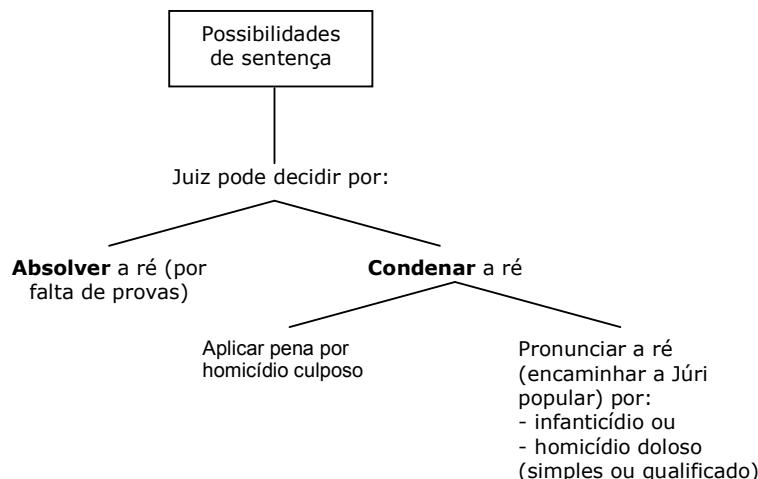 Possibilidades
de sentença
Juiz pode decidir por:
Absolver a ré (por
falta de provas)
Condenar a ré
Aplicar pena por
homicídio culposo
Pronunciar a ré
(encaminhar a Júri
popular) por:
- infanticídio ou
- homicídio doloso
(simples ou qualificado)